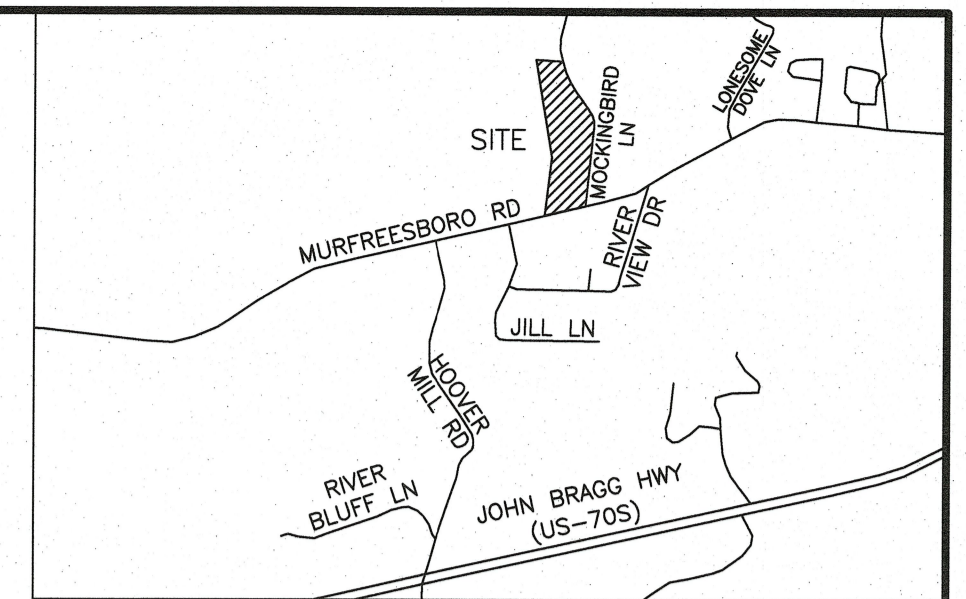 LONESOME
DOVE LN
MOCKINGBIRD
LN
SITE
MURFREESBORO RD
RIVER
VIEW DR
JILL LN
HOOVER
MILL RD
RIVER
BLUFF LN
JOHN BRAGG HWY
(US-70S)